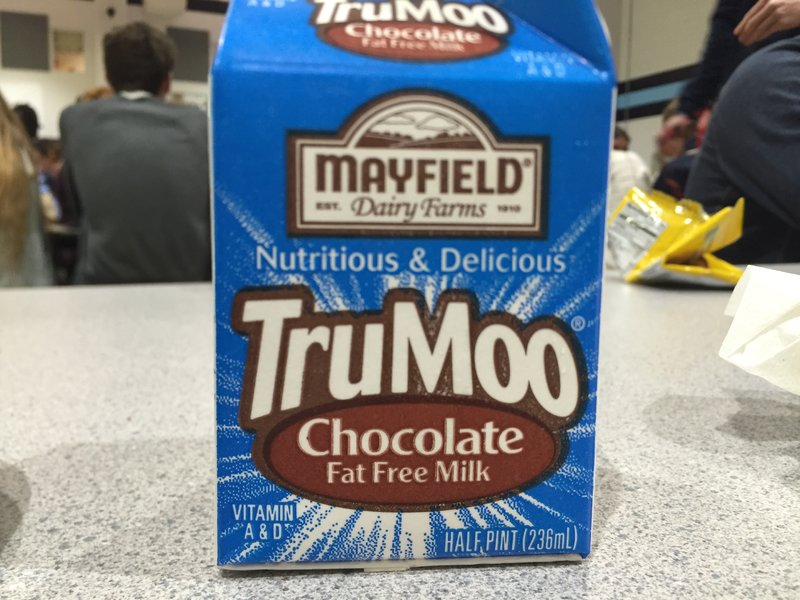 A & D
TruMoo
Chocolate
Fat Free Milk
VITAMIN
A & D
MAYFIELD®
EST. Dairy Farms 1910
Nutritious & Delicious
TruMoo®
Chocolate
Fat Free Milk
VITAMIN
A & D
HALF PINT (236mL)